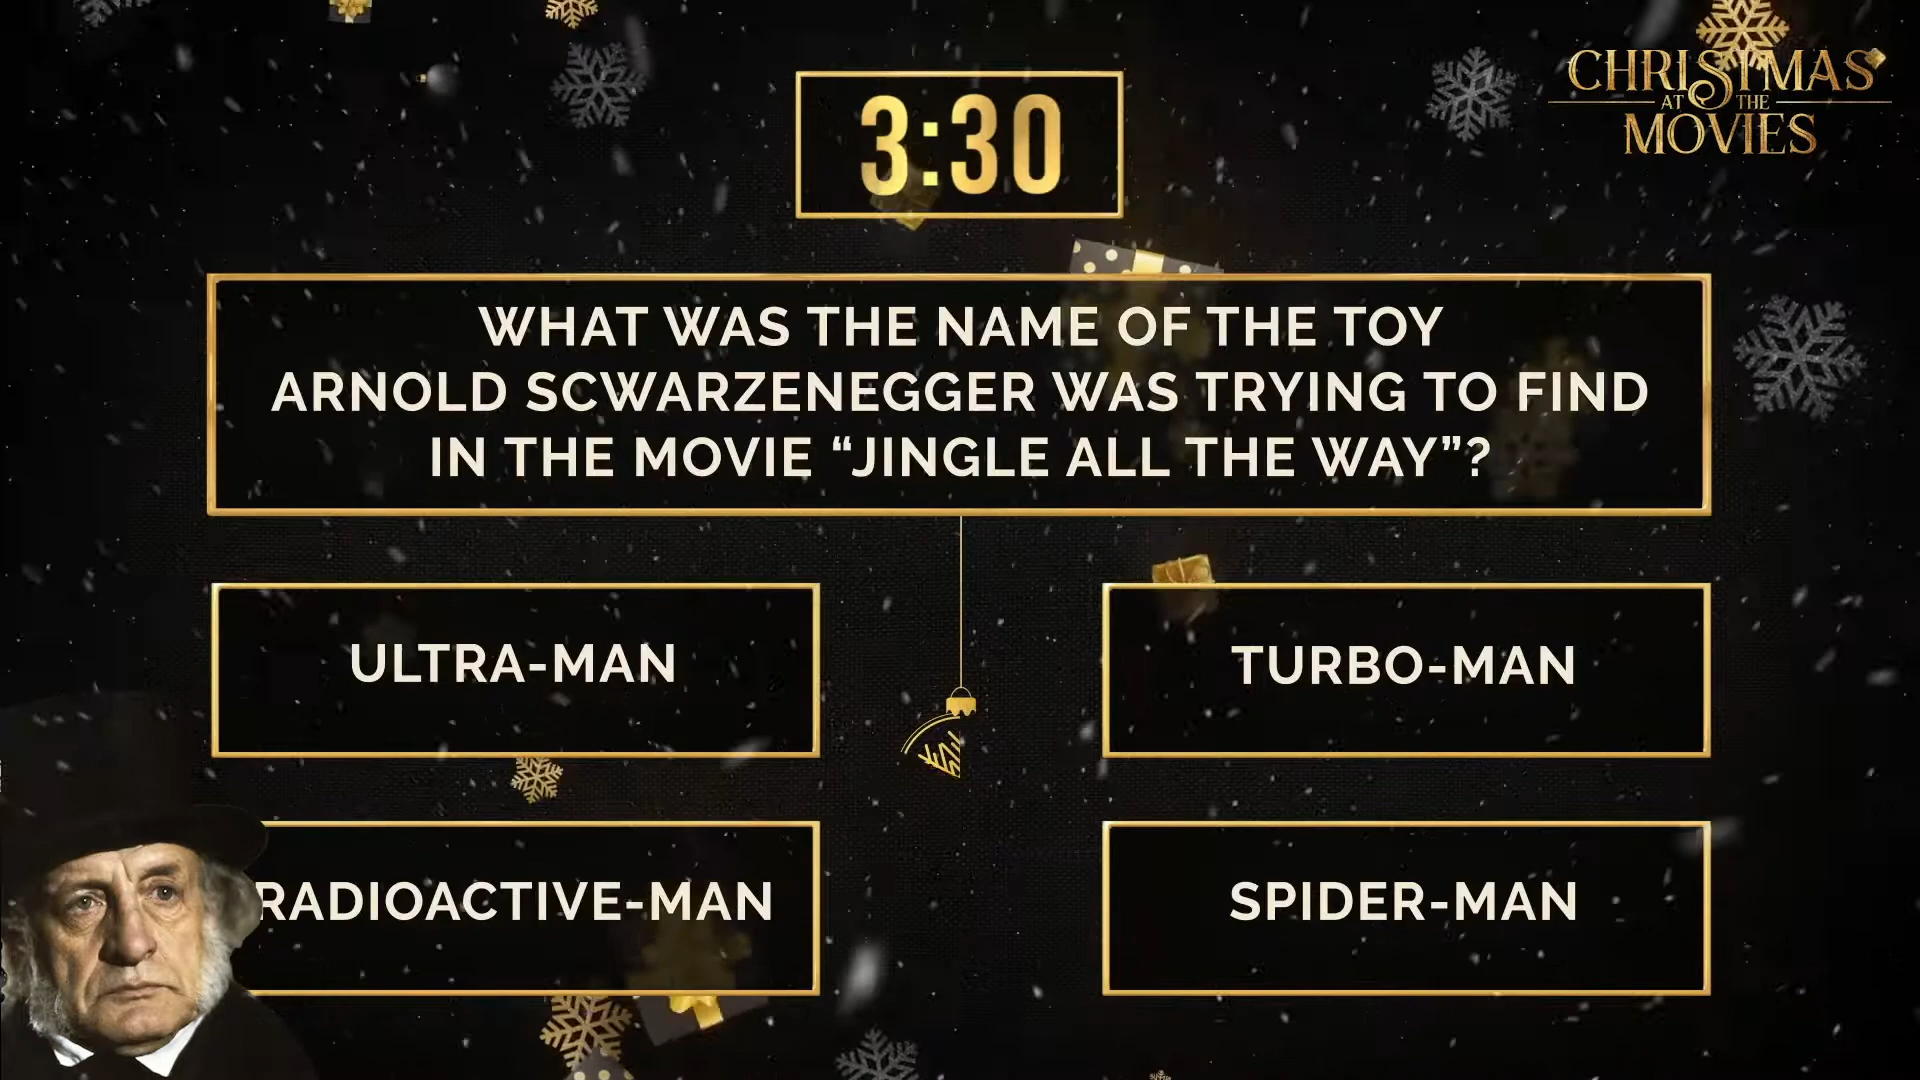 3:30
CHRISTMAS
AT THE
MOVIES
WHAT WAS THE NAME OF THE TOY
ARNOLD SCWARZENEGGER WAS TRYING TO FIND
IN THE MOVIE “JINGLE ALL THE WAY”?
ULTRA-MAN
TURBO-MAN
RADIOACTIVE-MAN
SPIDER-MAN